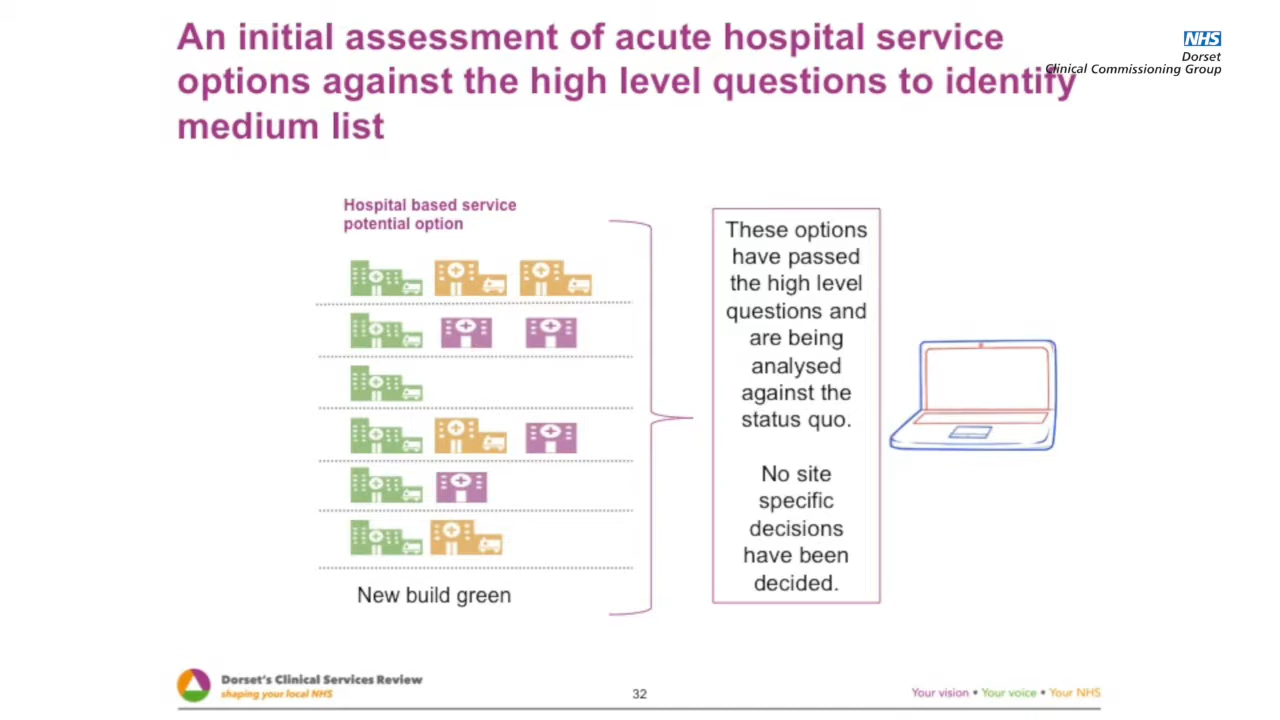 An initial assessment of acute hospital service
options against the high level questions to identify
medium list
NHS
Dorset
Clinical Commissioning Group
Hospital based service
potential option
New build green
These options
have passed
the high level
questions and
are being
analysed
against the
status quo.
No site
specific
decisions
have been
decided.
Dorset's Clinical Services Review
shaping your local NHS
32
Your vision • Your voice • Your NHS